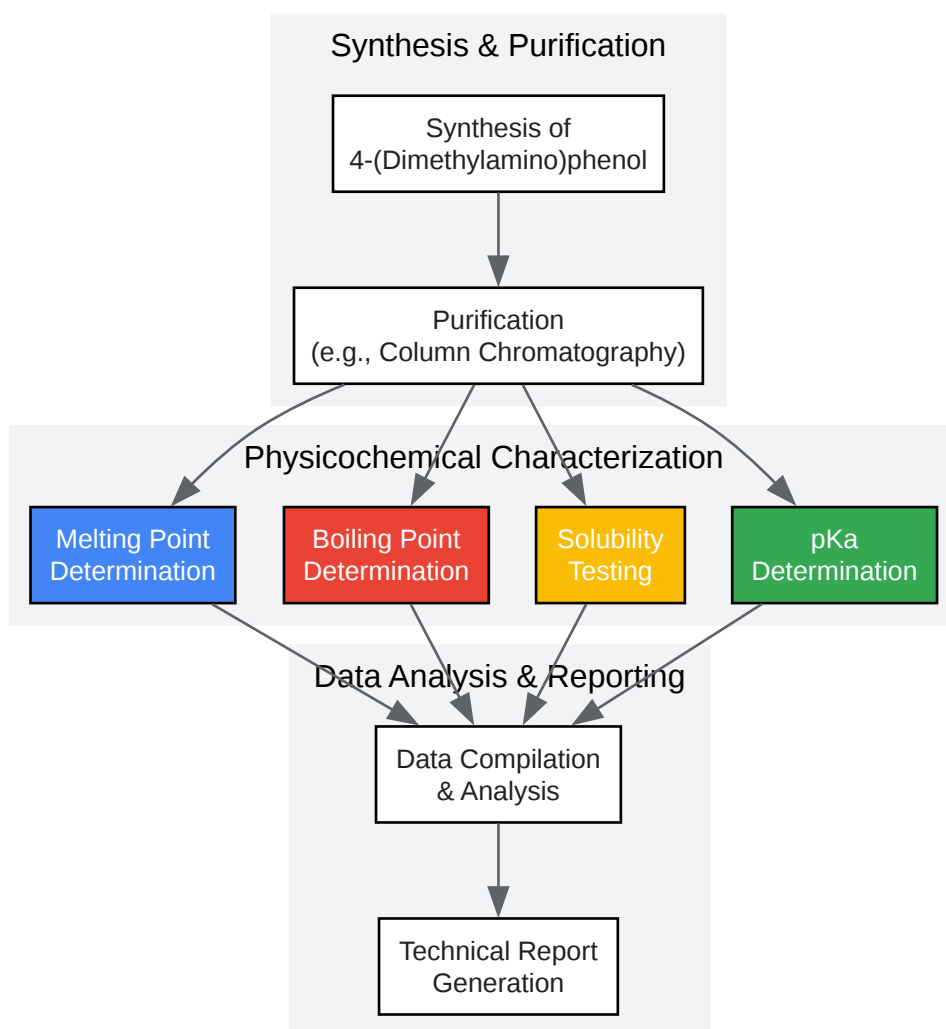 Synthesis & Purification
Synthesis of
4-(Dimethylamino)phenol
Purification
(e.g., Column Chromatography)
Physicochemical Characterization
Melting Point
Determination
Boiling Point
Determination
Solubility
Testing
pKa
Determination
Data Analysis & Reporting
Data Compilation
& Analysis
Technical Report
Generation